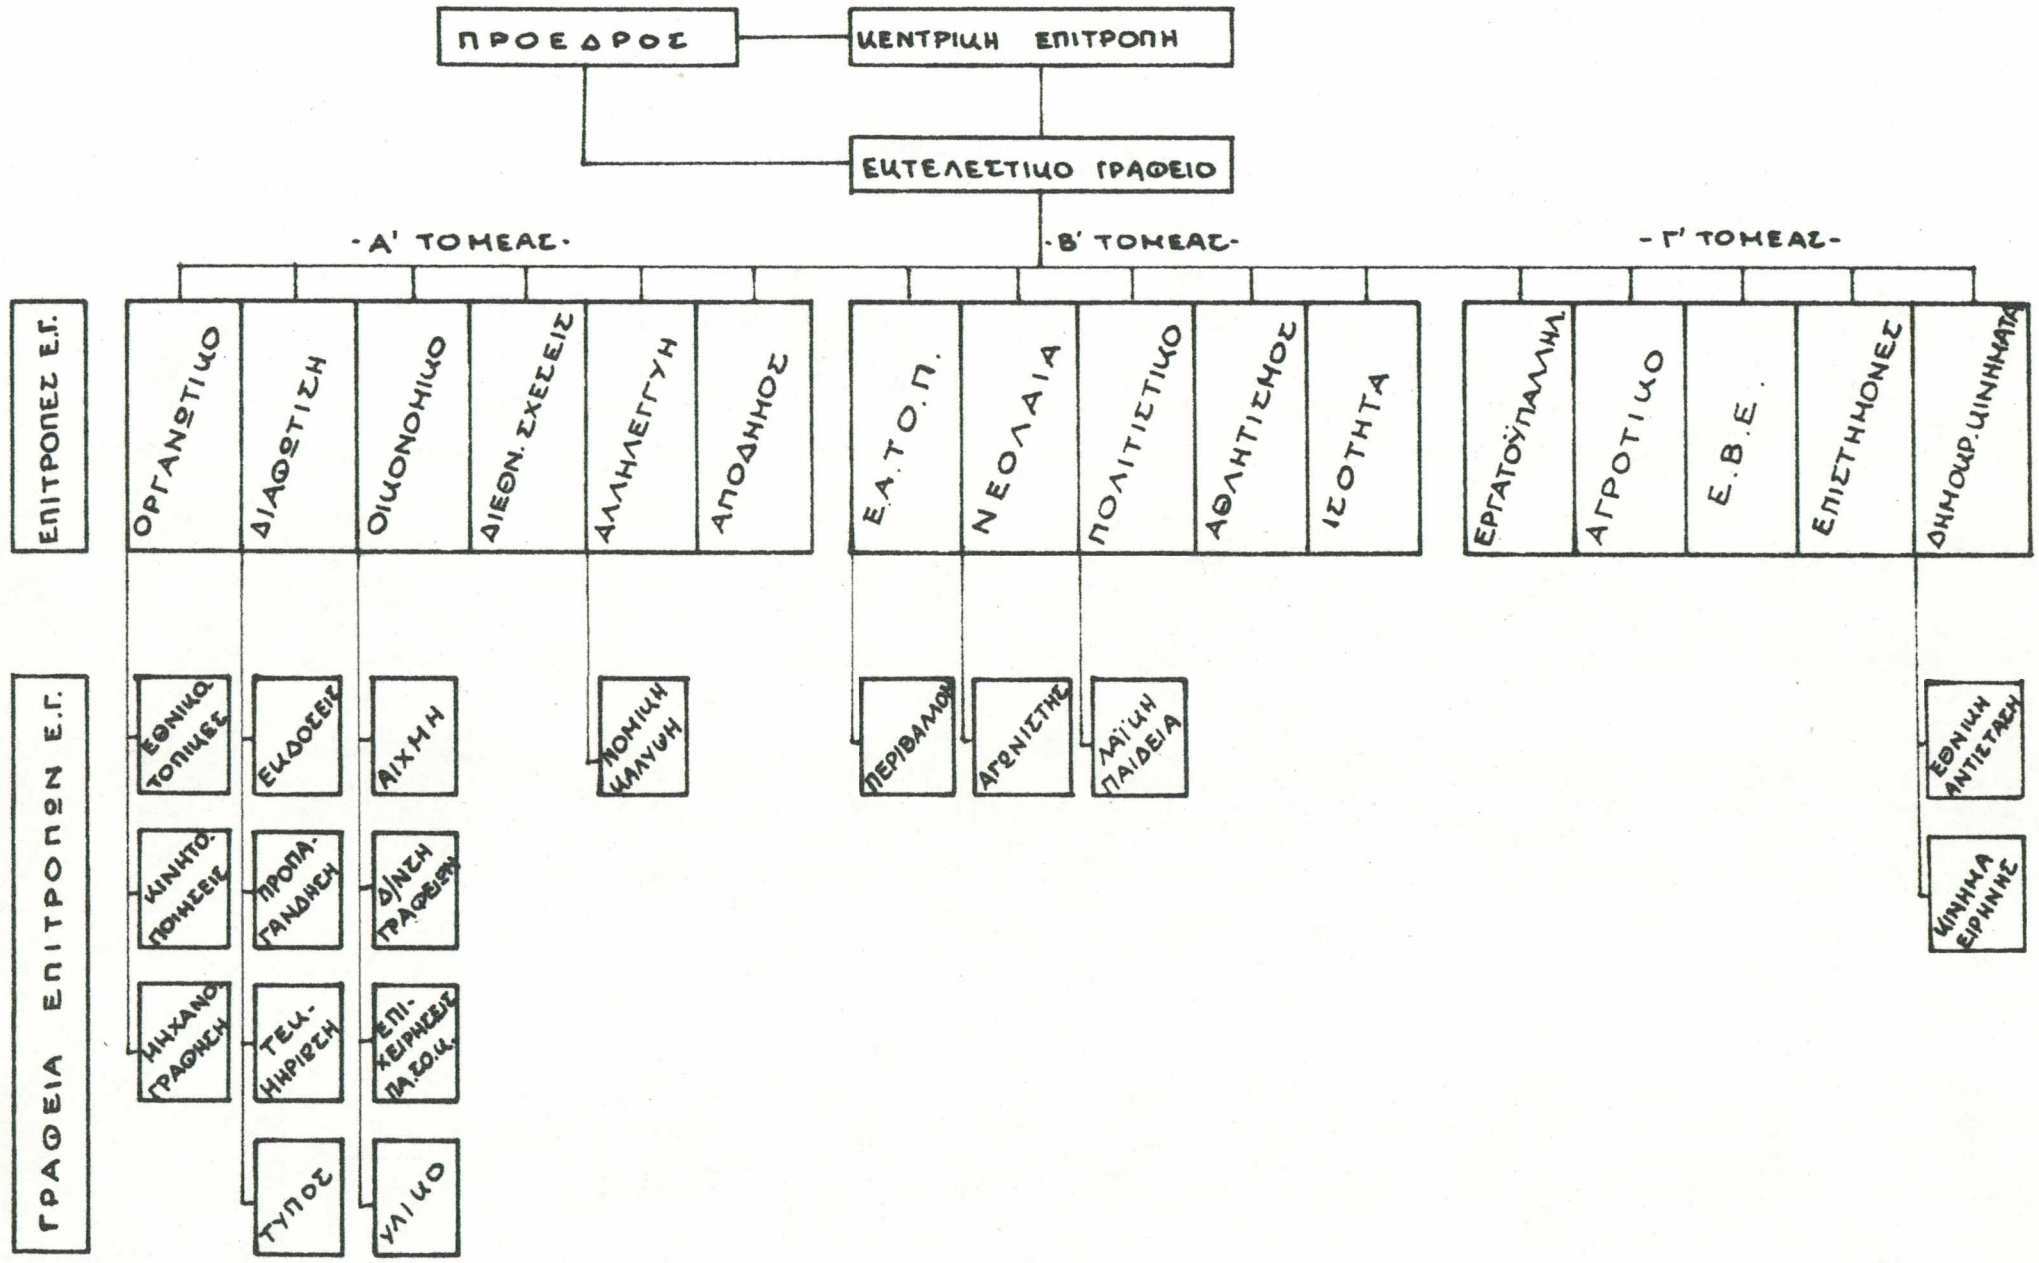 ΠΡΟΕΔΡΟΣ
ΚΕΝΤΡΙΚΗ ΕΠΙΤΡΟΠΗ
ΕΚΤΕΛΕΣΤΙΚΟ ΓΡΑΦΕΙΟ
-Α' ΤΟΜΕΑΣ-
-Β' ΤΟΜΕΑΣ-
-Γ' ΤΟΜΕΑΣ-
ΕΠΙΤΡΟΠΕΣ Ε.Γ.
ΟΡΓΑΝΩΤΙΚΟ
ΔΙΑΦΩΤΙΣΗ
ΟΙΚΟΝΟΜΙΚΟ
ΔΙΕΘΝ. ΣΧΕΣΕΙΣ
ΑΛΛΗΛΕΓΓΥΗ
ΑΠΟΔΗΜΟΣ
Ε.Α.Τ.Ο.Π.
ΝΕΟΛΑΙΑ
ΠΟΛΙΤΙΣΤΙΚΟ
ΑΘΛΗΤΙΣΜΟΣ
ΙΣΟΤΗΤΑ
ΕΡΓΑΤΟΫΠΑΛΛΗΛ.
ΑΓΡΟΤΙΚΟ
Ε.Β.Ε.
ΕΠΙΣΤΗΜΟΝΕΣ
ΔΗΜΟΚΡ. ΚΙΝΗΜΑΤΑ
ΓΡΑΦΕΙΑ ΕΠΙΤΡΟΠΩΝ Ε.Γ.
ΕΘΝΙΚΟ
ΤΟΠΙΚΕΣ
ΕΚΔΟΣΕΙΣ
ΑΙΧΜΗ
ΝΟΜΙΚΗ
ΚΑΛΥΨΗ
ΠΕΡΙΒΑΛΛΟΝ
ΑΓΩΝΙΣΤΗΣ
ΛΑΪΚΗ
ΠΑΙΔΕΙΑ
ΕΘΝΙΚΗ
ΑΝΤΙΣΤΑΣΗ
ΚΙΝΗΤΟ-
ΠΟΙΗΣΕΙΣ
ΠΡΟΠΑ-
ΓΑΝΔΗΣΗ
Δ/ΝΣΗ
ΓΡΑΦΕΙΩΝ
ΚΙΝΗΜΑ
ΕΙΡΗΝΗΣ
ΜΗΧΑΝΟ-
ΓΡΑΦΗΣΗ
ΤΕΚ-
ΜΗΡΙΩΣΗ
ΕΠΙ-
ΧΕΙΡΗΣΕΙΣ
ΠΑ.ΣΟ.Κ.
ΤΥΠΟΣ
ΥΛΙΚΟ